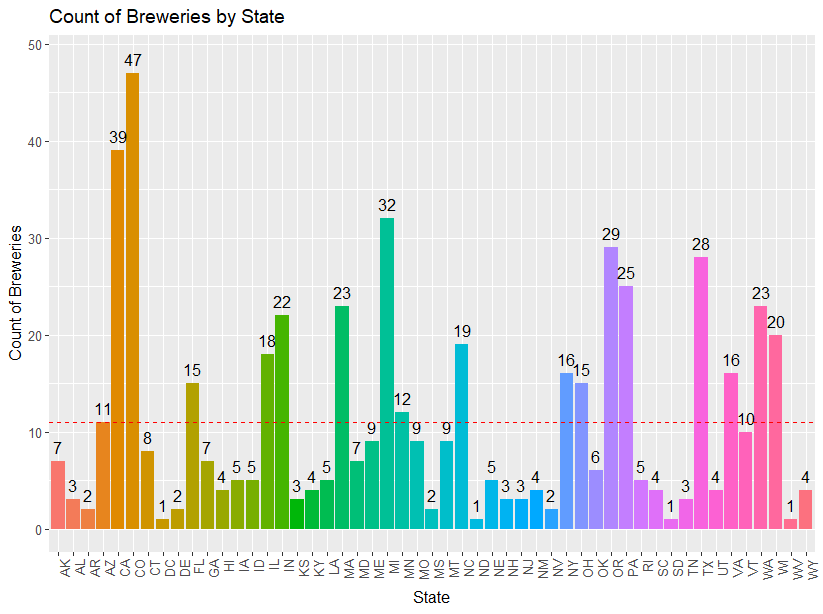 Count of Breweries by State
Count of Breweries
50
40
30
20
10
0
7 3 2 11 39 47 8 1 2 15 7 4 5 5 18 22 3 4 5 23 7 9 32 12 9 2 9 19 1 5 3 3 4 2 16 15 6 29 25 5 4 1 3 28 4 16 10 23 20 1 4
AK AL AR AZ CA CO CT DC DE FL GA HI IA ID IL IN KS KY LA MA MD ME MI MN MO MS MT NC ND NE NH NJ NM NV NY OH OK OR PA RI SC SD TN TX UT VA VT WA WI WV WY
State